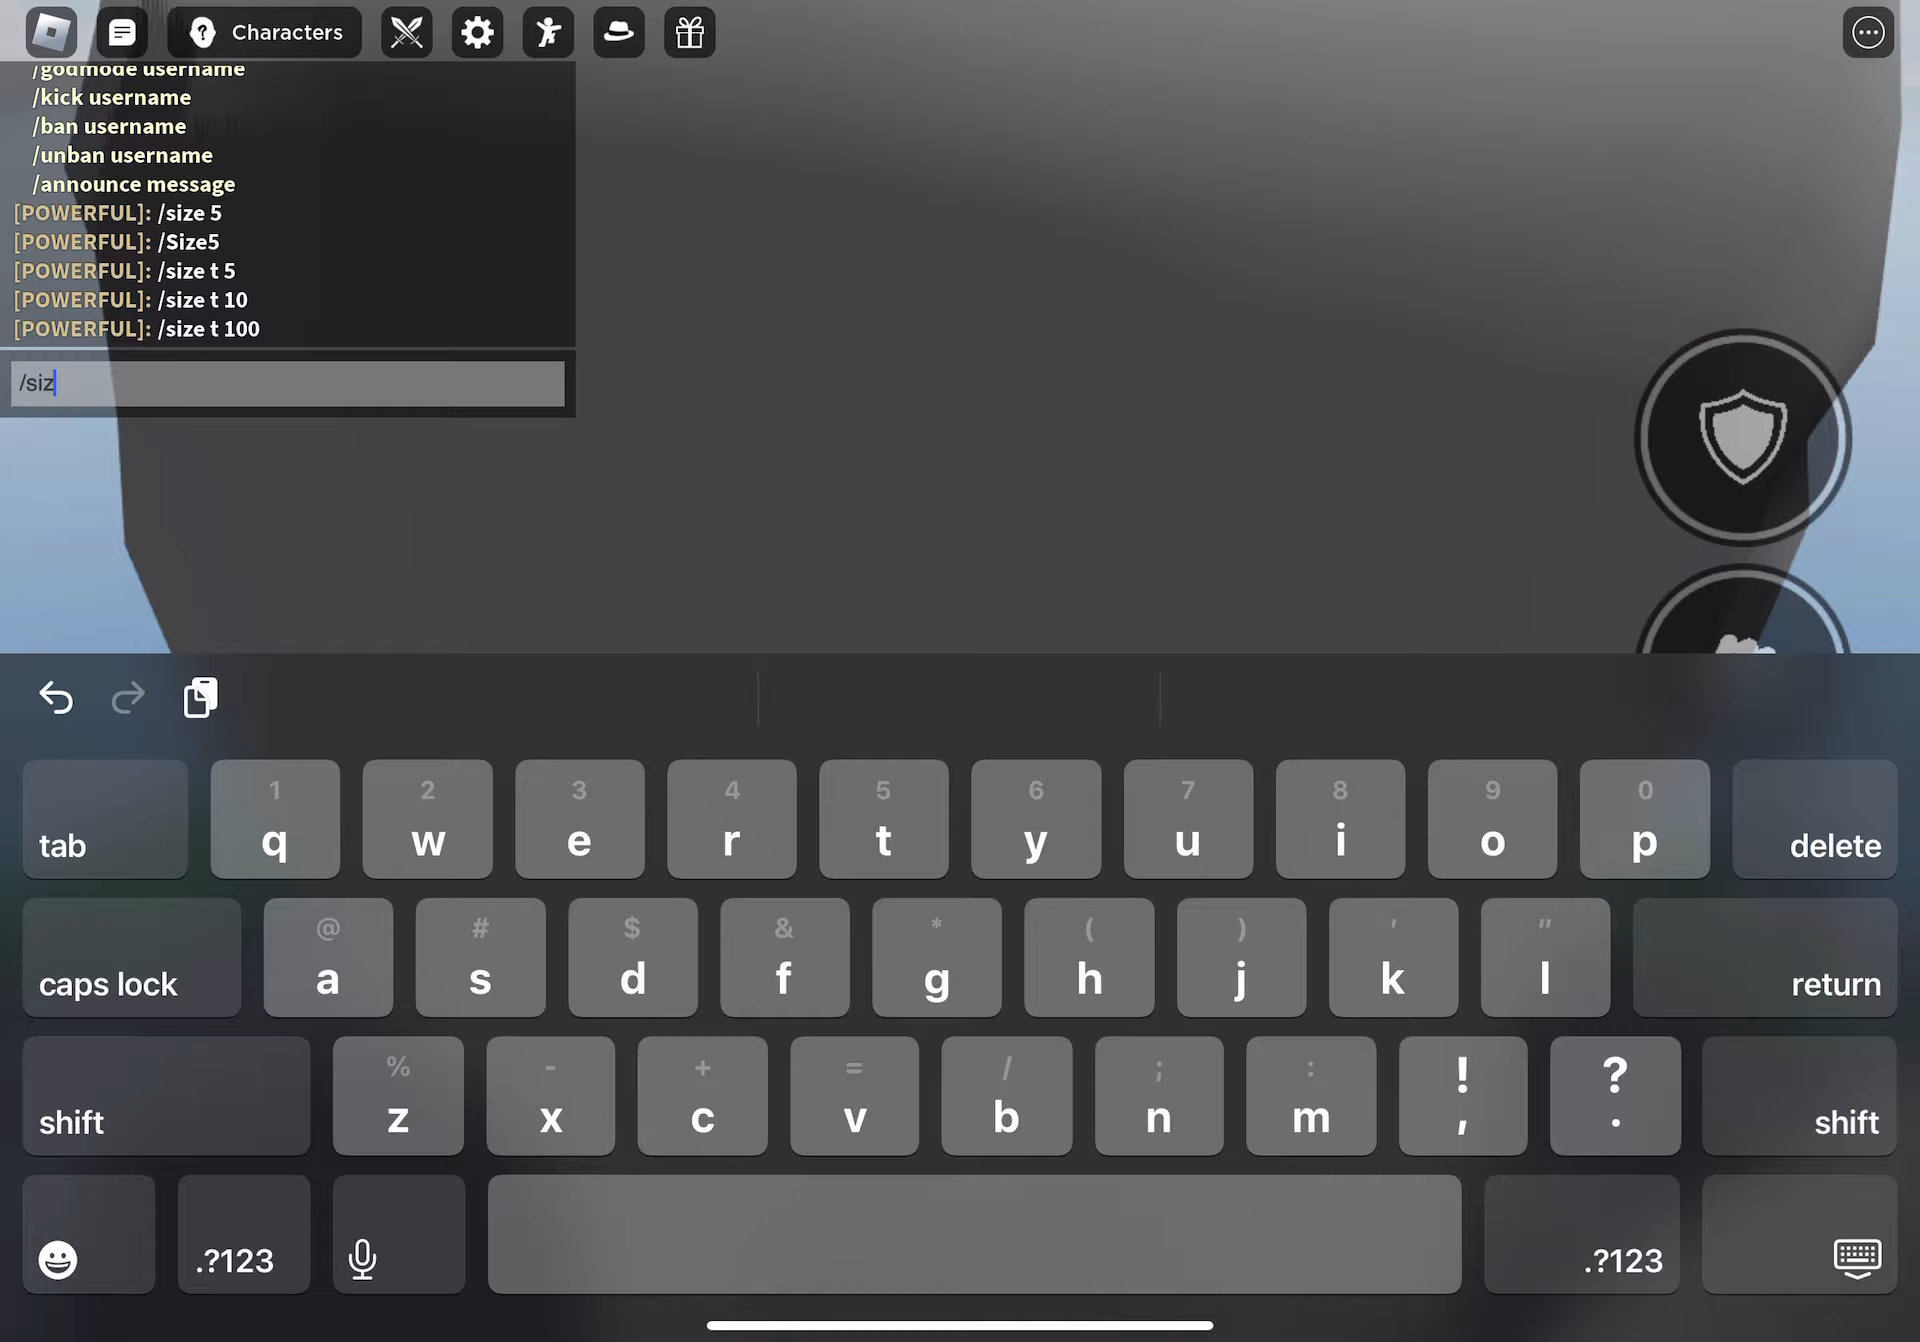 Characters
/godmode username
/kick username
/ban username
/unban username
/announce message
[POWERFUL]: /size 5
[POWERFUL]: /Size5
[POWERFUL]: /size t 5
[POWERFUL]: /size t 10
[POWERFUL]: /size t 100
/siz
1 2 3 4 5 6 7 8 9 0
tab q w e r t y u i o p delete
@ # $ & * ( ) ' "
caps lock a s d f g h j k l return
% - + = / ; : ! ?
shift z x c v b n m , . shift
.?123 .?123